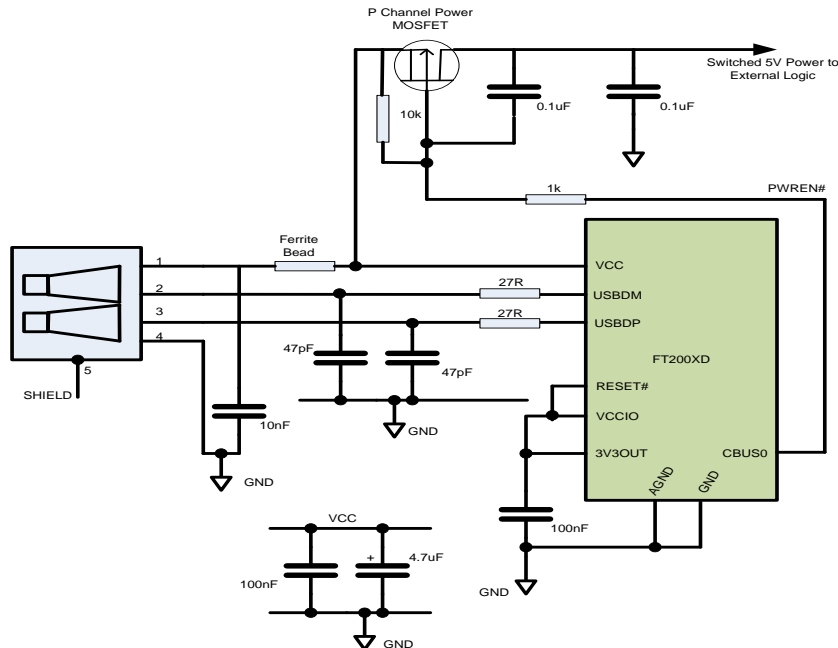 P Channel Power
MOSFET
Switched 5V Power to
External Logic
0.1uF
0.1uF
10k
1k
PWREN#
Ferrite
Bead
1
2
3
4
5
SHIELD
27R
27R
VCC
USBDM
USBDP
FT200XD
RESET#
VCCIO
3V3OUT
CBUS0
AGND
GND
47pF
47pF
GND
10nF
GND
100nF
GND
VCC
100nF
+
4.7uF
GND